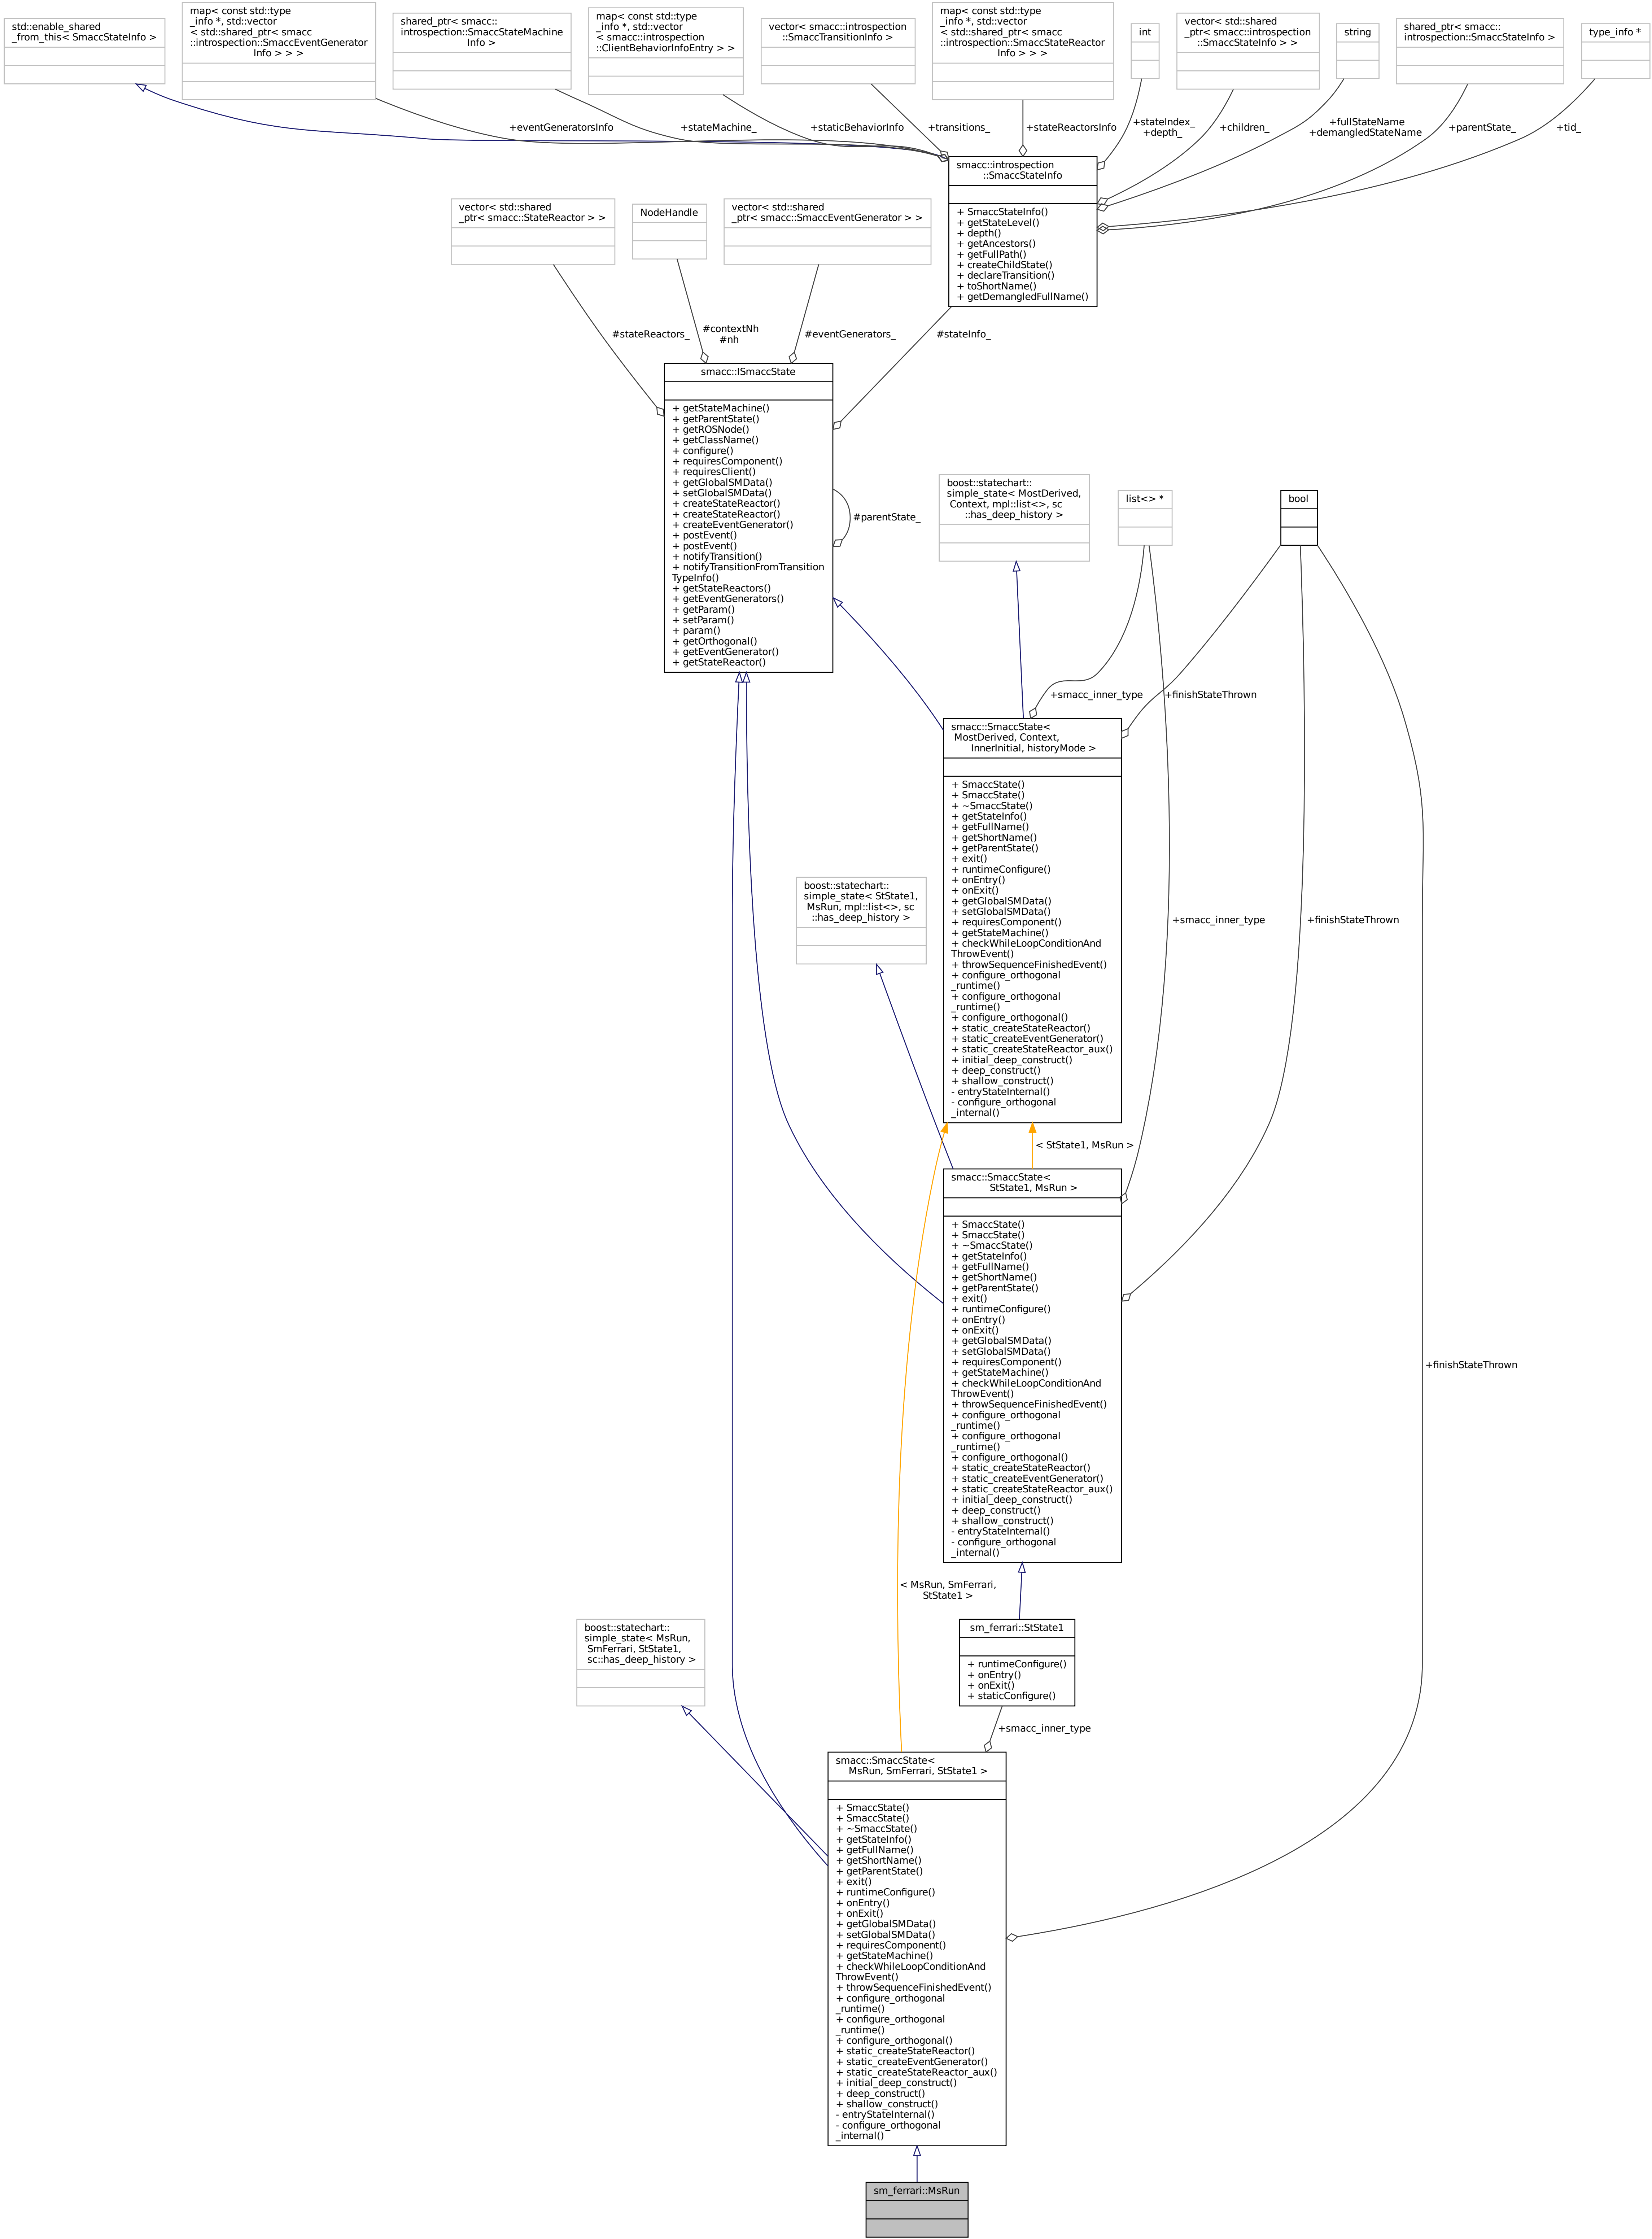 std::enable_shared
_from_this< SmaccStateInfo >
map< const std::type
_info *, std::vector
< std::shared_ptr< smacc
::introspection::SmaccEventGenerator
Info > > >
shared_ptr< smacc::
introspection::SmaccStateMachine
Info >
map< const std::type
_info *, std::vector
< smacc::introspection
::ClientBehaviorInfoEntry > >
vector< smacc::introspection
::SmaccTransitionInfo >
map< const std::type
_info *, std::vector
< std::shared_ptr< smacc
::introspection::SmaccStateReactor
Info > > >
int
vector< std::shared
_ptr< smacc::introspection
::SmaccStateInfo > >
string
shared_ptr< smacc::
introspection::SmaccStateInfo >
type_info *
+eventGeneratorsInfo
+stateMachine_
+staticBehaviorInfo
+transitions_
+stateReactorsInfo
+stateIndex_
+depth_
+children_
+fullStateName
+demangledStateName
+parentState_
+tid_
smacc::introspection
::SmaccStateInfo
+ SmaccStateInfo()
+ getStateLevel()
+ depth()
+ getAncestors()
+ getFullPath()
+ createChildState()
+ declareTransition()
+ toShortName()
+ getDemangledFullName()
vector< std::shared
_ptr< smacc::StateReactor > >
NodeHandle
vector< std::shared
_ptr< smacc::SmaccEventGenerator > >
#stateReactors_
#contextNh
#nh
#eventGenerators_
#stateInfo_
smacc::ISmaccState
+ getStateMachine()
+ getParentState()
+ getROSNode()
+ getClassName()
+ configure()
+ requiresComponent()
+ requiresClient()
+ getGlobalSMData()
+ setGlobalSMData()
+ createStateReactor()
+ createStateReactor()
+ createEventGenerator()
+ postEvent()
+ postEvent()
+ notifyTransition()
+ notifyTransitionFromTransition
TypeInfo()
+ getStateReactors()
+ getEventGenerators()
+ getParam()
+ setParam()
+ param()
+ getOrthogonal()
+ getEventGenerator()
+ getStateReactor()
#parentState_
boost::statechart::
simple_state< MostDerived,
Context, mpl::list<>, sc
::has_deep_history >
list<> *
bool
+smacc_inner_type
+finishStateThrown
smacc::SmaccState<
MostDerived, Context,
InnerInitial, historyMode >
+ SmaccState()
+ SmaccState()
+ ~SmaccState()
+ getStateInfo()
+ getFullName()
+ getShortName()
+ getParentState()
+ exit()
+ runtimeConfigure()
+ onEntry()
+ onExit()
+ getGlobalSMData()
+ setGlobalSMData()
+ requiresComponent()
+ getStateMachine()
+ checkWhileLoopConditionAnd
ThrowEvent()
+ throwSequenceFinishedEvent()
+ configure_orthogonal
_runtime()
+ configure_orthogonal
_runtime()
+ configure_orthogonal()
+ static_createStateReactor()
+ static_createEventGenerator()
+ static_createStateReactor_aux()
+ initial_deep_construct()
+ deep_construct()
+ shallow_construct()
- entryStateInternal()
- configure_orthogonal
_internal()
boost::statechart::
simple_state< StState1,
MsRun, mpl::list<>, sc
::has_deep_history >
+smacc_inner_type
+finishStateThrown
< StState1, MsRun >
smacc::SmaccState<
StState1, MsRun >
+ SmaccState()
+ SmaccState()
+ ~SmaccState()
+ getStateInfo()
+ getFullName()
+ getShortName()
+ getParentState()
+ exit()
+ runtimeConfigure()
+ onEntry()
+ onExit()
+ getGlobalSMData()
+ setGlobalSMData()
+ requiresComponent()
+ getStateMachine()
+ checkWhileLoopConditionAnd
ThrowEvent()
+ throwSequenceFinishedEvent()
+ configure_orthogonal
_runtime()
+ configure_orthogonal
_runtime()
+ configure_orthogonal()
+ static_createStateReactor()
+ static_createEventGenerator()
+ static_createStateReactor_aux()
+ initial_deep_construct()
+ deep_construct()
+ shallow_construct()
- entryStateInternal()
- configure_orthogonal
_internal()
+finishStateThrown
< MsRun, SmFerrari,
StState1 >
boost::statechart::
simple_state< MsRun,
SmFerrari, StState1,
sc::has_deep_history >
sm_ferrari::StState1
+ runtimeConfigure()
+ onEntry()
+ onExit()
+ staticConfigure()
+smacc_inner_type
smacc::SmaccState<
MsRun, SmFerrari, StState1 >
+ SmaccState()
+ SmaccState()
+ ~SmaccState()
+ getStateInfo()
+ getFullName()
+ getShortName()
+ getParentState()
+ exit()
+ runtimeConfigure()
+ onEntry()
+ onExit()
+ getGlobalSMData()
+ setGlobalSMData()
+ requiresComponent()
+ getStateMachine()
+ checkWhileLoopConditionAnd
ThrowEvent()
+ throwSequenceFinishedEvent()
+ configure_orthogonal
_runtime()
+ configure_orthogonal
_runtime()
+ configure_orthogonal()
+ static_createStateReactor()
+ static_createEventGenerator()
+ static_createStateReactor_aux()
+ initial_deep_construct()
+ deep_construct()
+ shallow_construct()
- entryStateInternal()
- configure_orthogonal
_internal()
sm_ferrari::MsRun